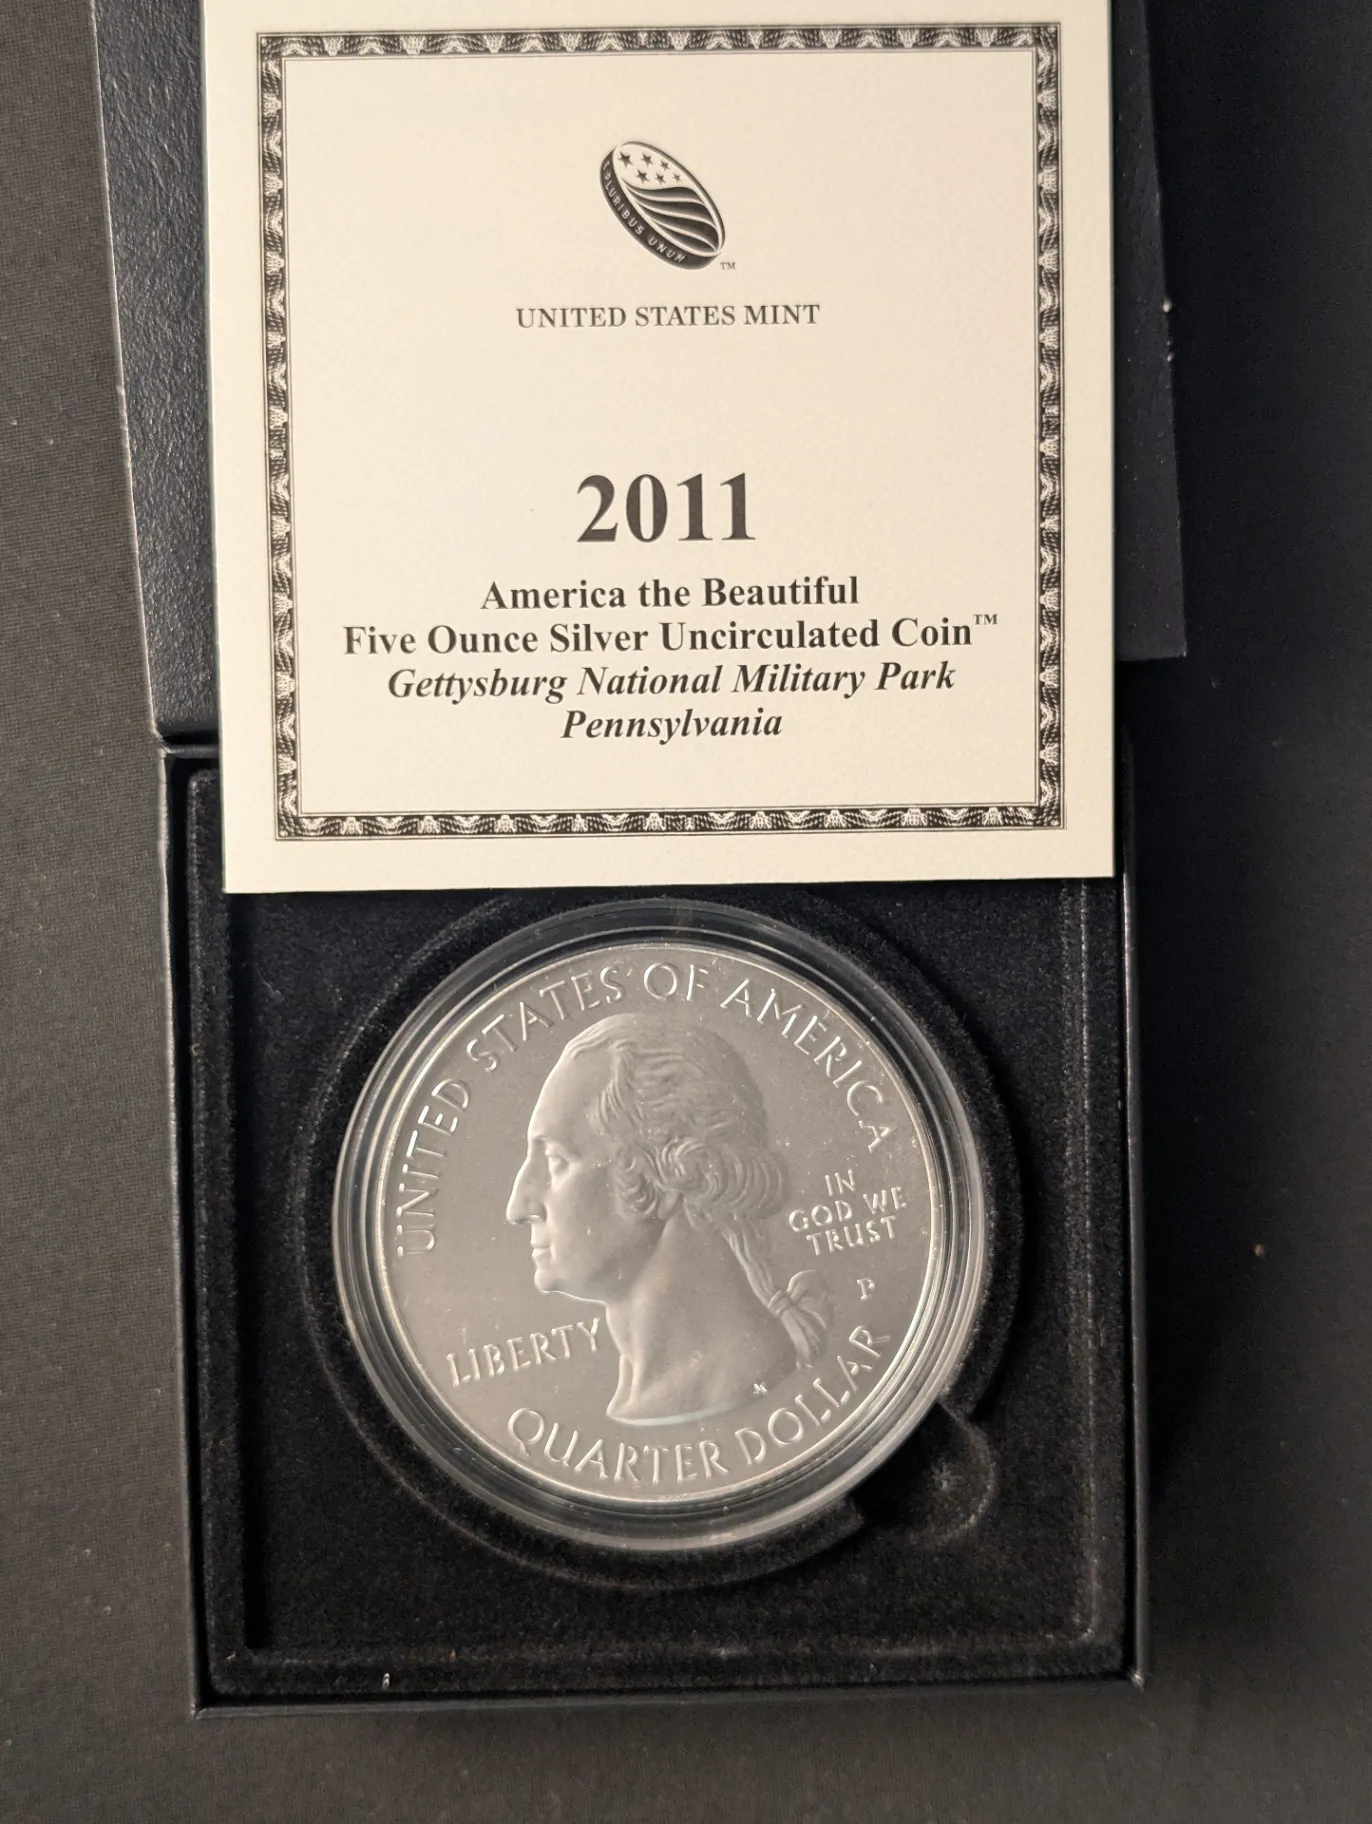 E PLURIBUS UNUM
TM
UNITED STATES MINT
2011
America the Beautiful
Five Ounce Silver Uncirculated Coin™
Gettysburg National Military Park
Pennsylvania
UNITED STATES OF AMERICA
IN
GOD WE
TRUST
P
LIBERTY
QUARTER DOLLAR